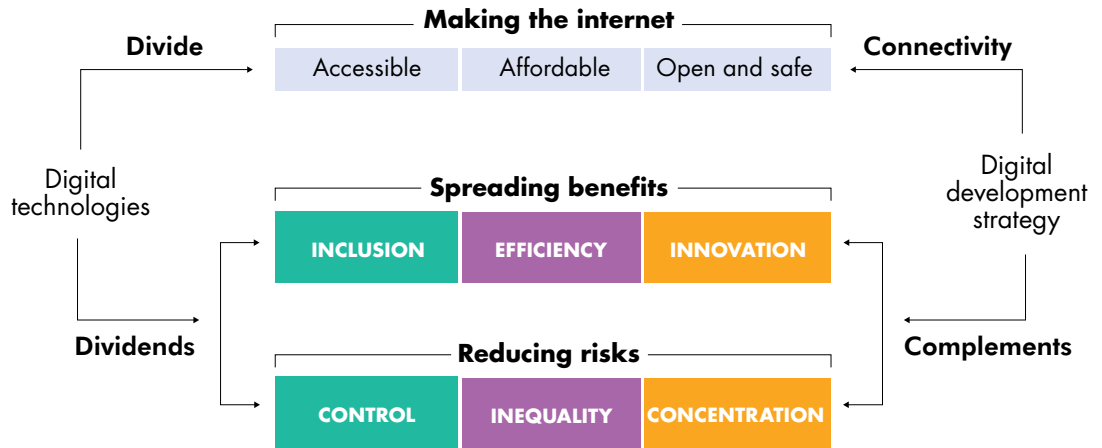 Making the internet
Divide
Connectivity
Accessible
Affordable
Open and safe
Digital
technologies
Digital
development
strategy
Spreading benefits
INCLUSION
EFFICIENCY
INNOVATION
Dividends
Complements
Reducing risks
CONTROL
INEQUALITY
CONCENTRATION